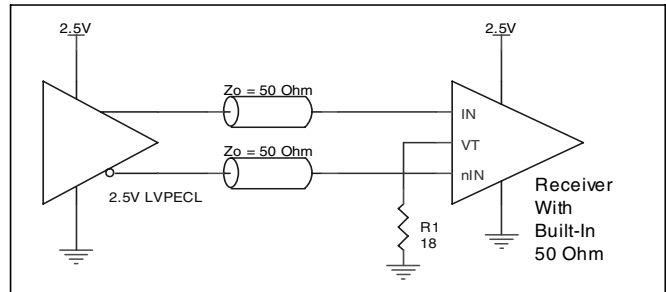 2.5V
2.5V
Zo = 50 Ohm
IN
VT
Zo = 50 Ohm
nIN
2.5V LVPECL
R1
18
Receiver
With
Built-In
50 Ohm